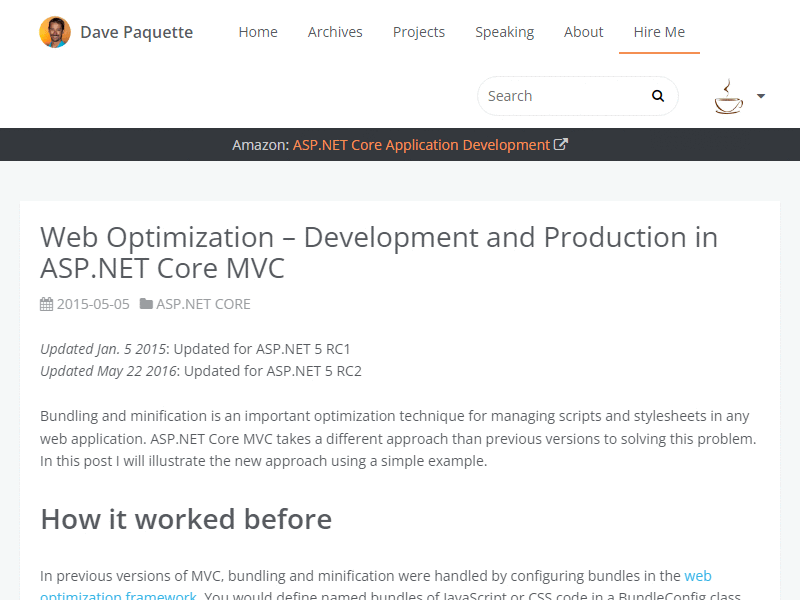 Dave Paquette
Home
Archives
Projects
Speaking
About
Hire Me
Search
Amazon: ASP.NET Core Application Development
Web Optimization – Development and Production in
ASP.NET Core MVC
2015-05-05 ASP.NET CORE
Updated Jan. 5 2015: Updated for ASP.NET 5 RC1
Updated May 22 2016: Updated for ASP.NET 5 RC2
Bundling and minification is an important optimization technique for managing scripts and stylesheets in any
web application. ASP.NET Core MVC takes a different approach than previous versions to solving this problem.
In this post I will illustrate the new approach using a simple example.
How it worked before
In previous versions of MVC, bundling and minification were handled by configuring bundles in the web
optimization framework. You would define named bundles of JavaScript or CSS code in a BundleConfig class